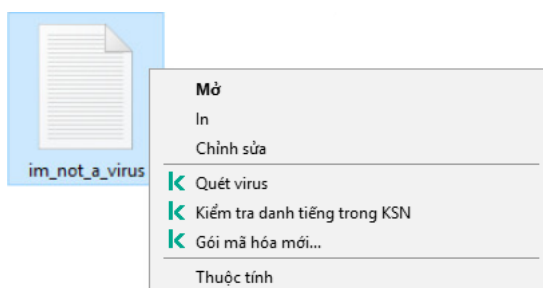 im_not_a_virus
Mở
In
Chỉnh sửa
Quét virus
Kiểm tra danh tiếng trong KSN
Gói mã hóa mới...
Thuộc tính